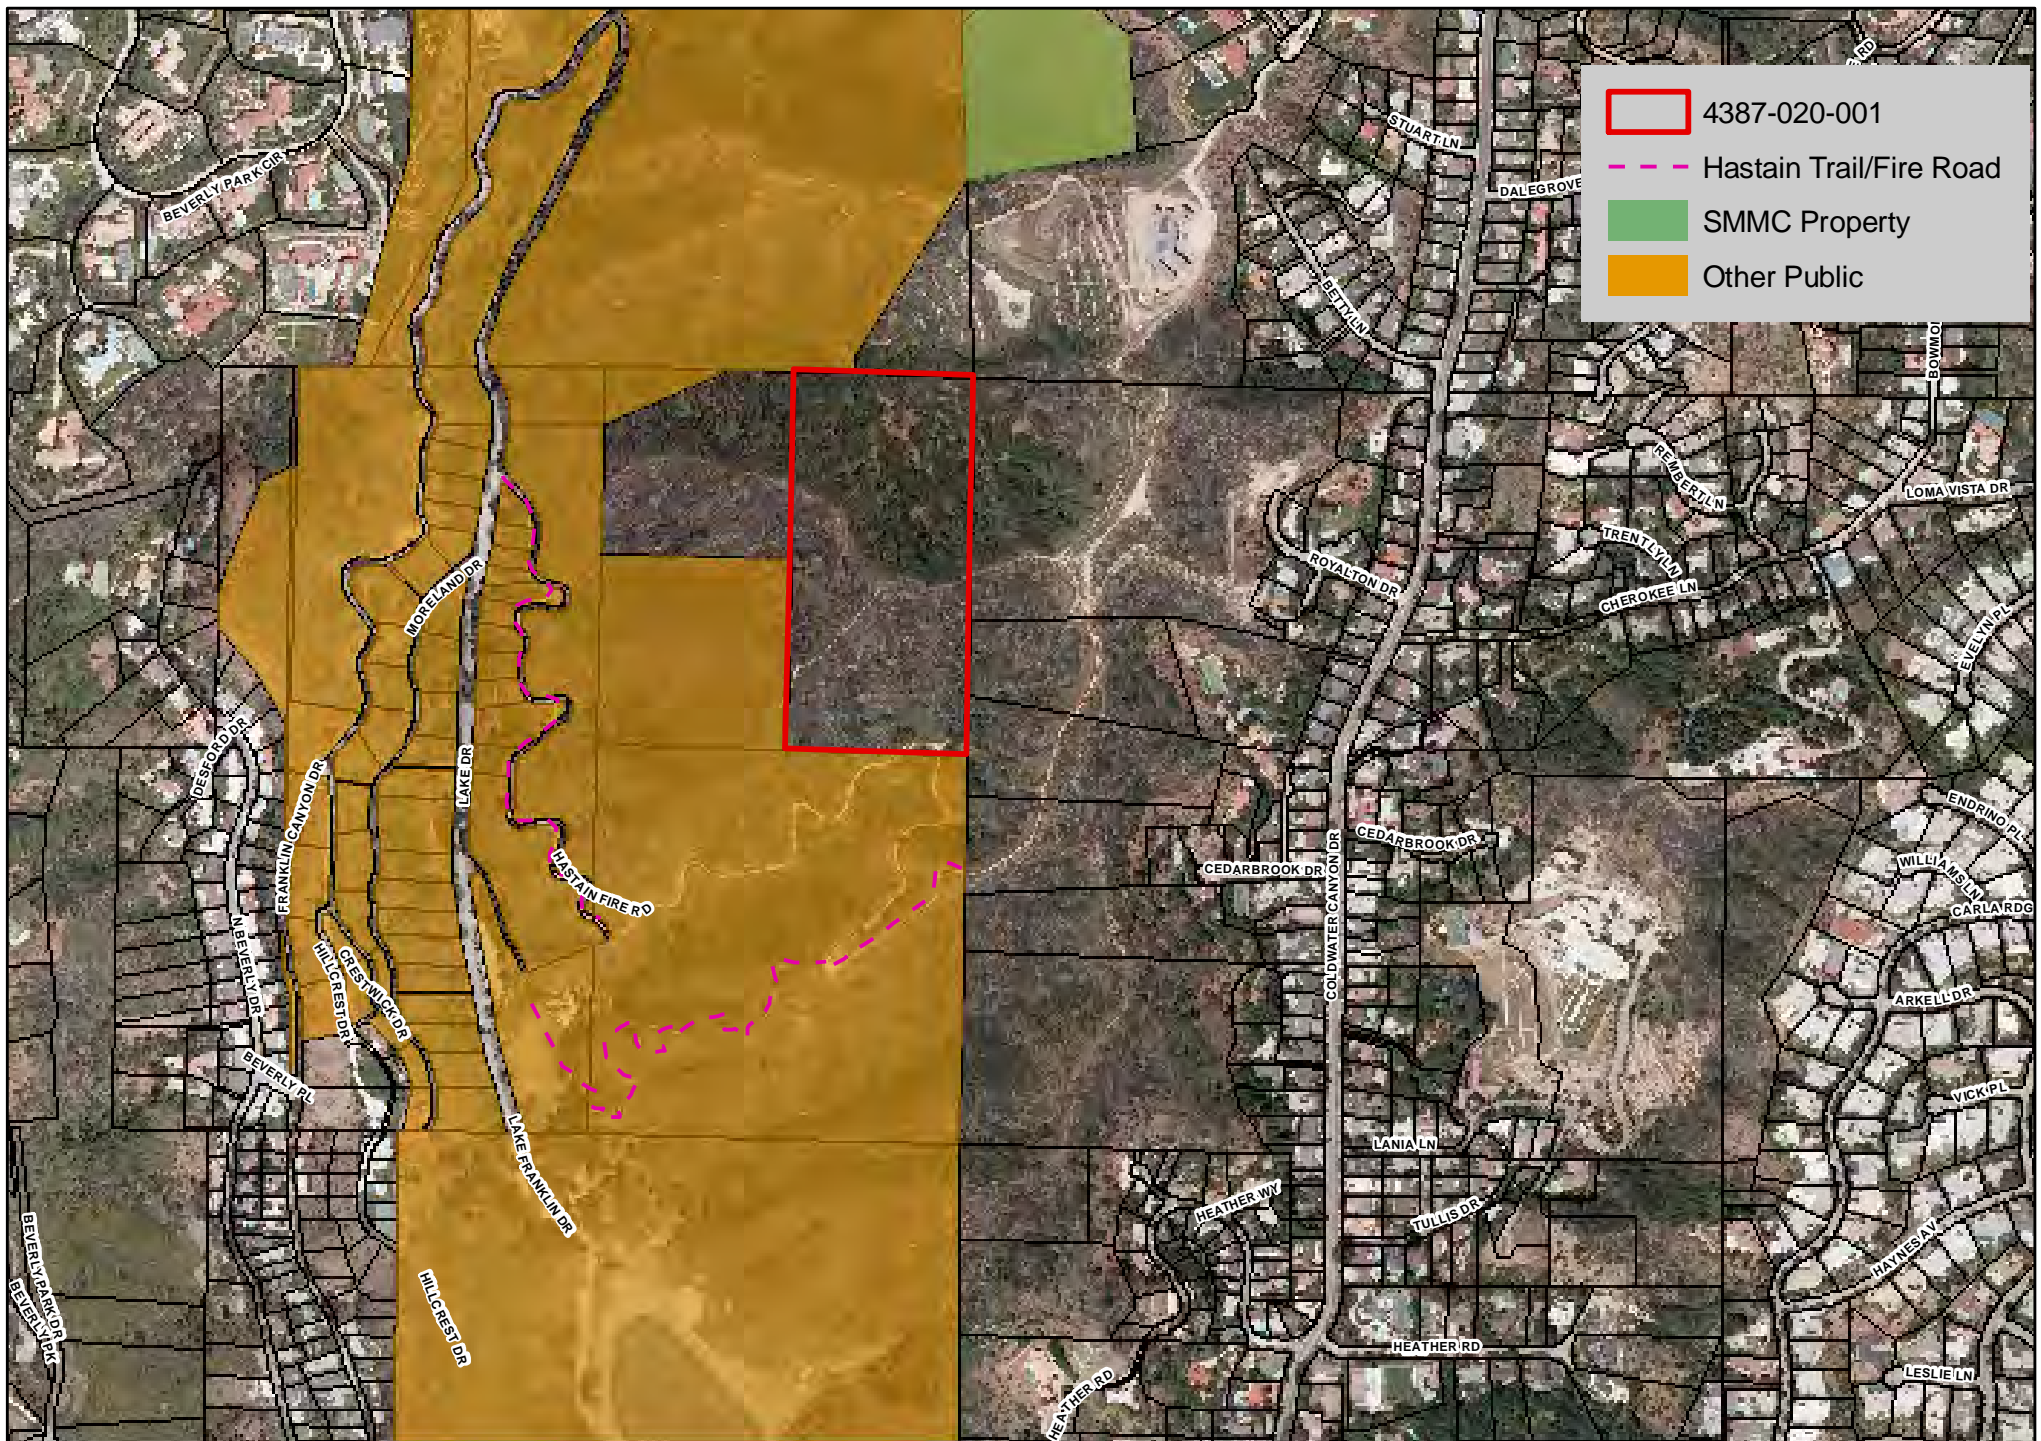 4387-020-001
Hastain Trail/Fire Road
SMMC Property
Other Public
E RD
STUART LN
DALEGROVE
BEVERLY PARK CIR
BETTY LN
BOWMO
REMBERT LN
LOMA VISTA DR
TRENTLY LN
ROYALTON DR
CHEROKEE LN
MORELAND DR
EVELYN PL
DESFORD DR
LAKE DR
FRANKLIN CANYON DR
ENDRINO PL
CEDARBROOK DR
CEDARBROOK DR
COLDWATER CANYON DR
WILLIAMS LN
CARLA RDG
HASTAIN FIRE RD
N BEVERLY DR
HILLCREST DR
CRESTWICK DR
ARKELL DR
BEVERLY PL
VICK PL
LANIA LN
LAKE FRANKLIN DR
HEATHER WY
TULLIS DR
HAYNES AV
BEVERLY PARK DR
BEVERLY PK
HILLCREST DR
HEATHER RD
HEATHER RD
LESLIE LN